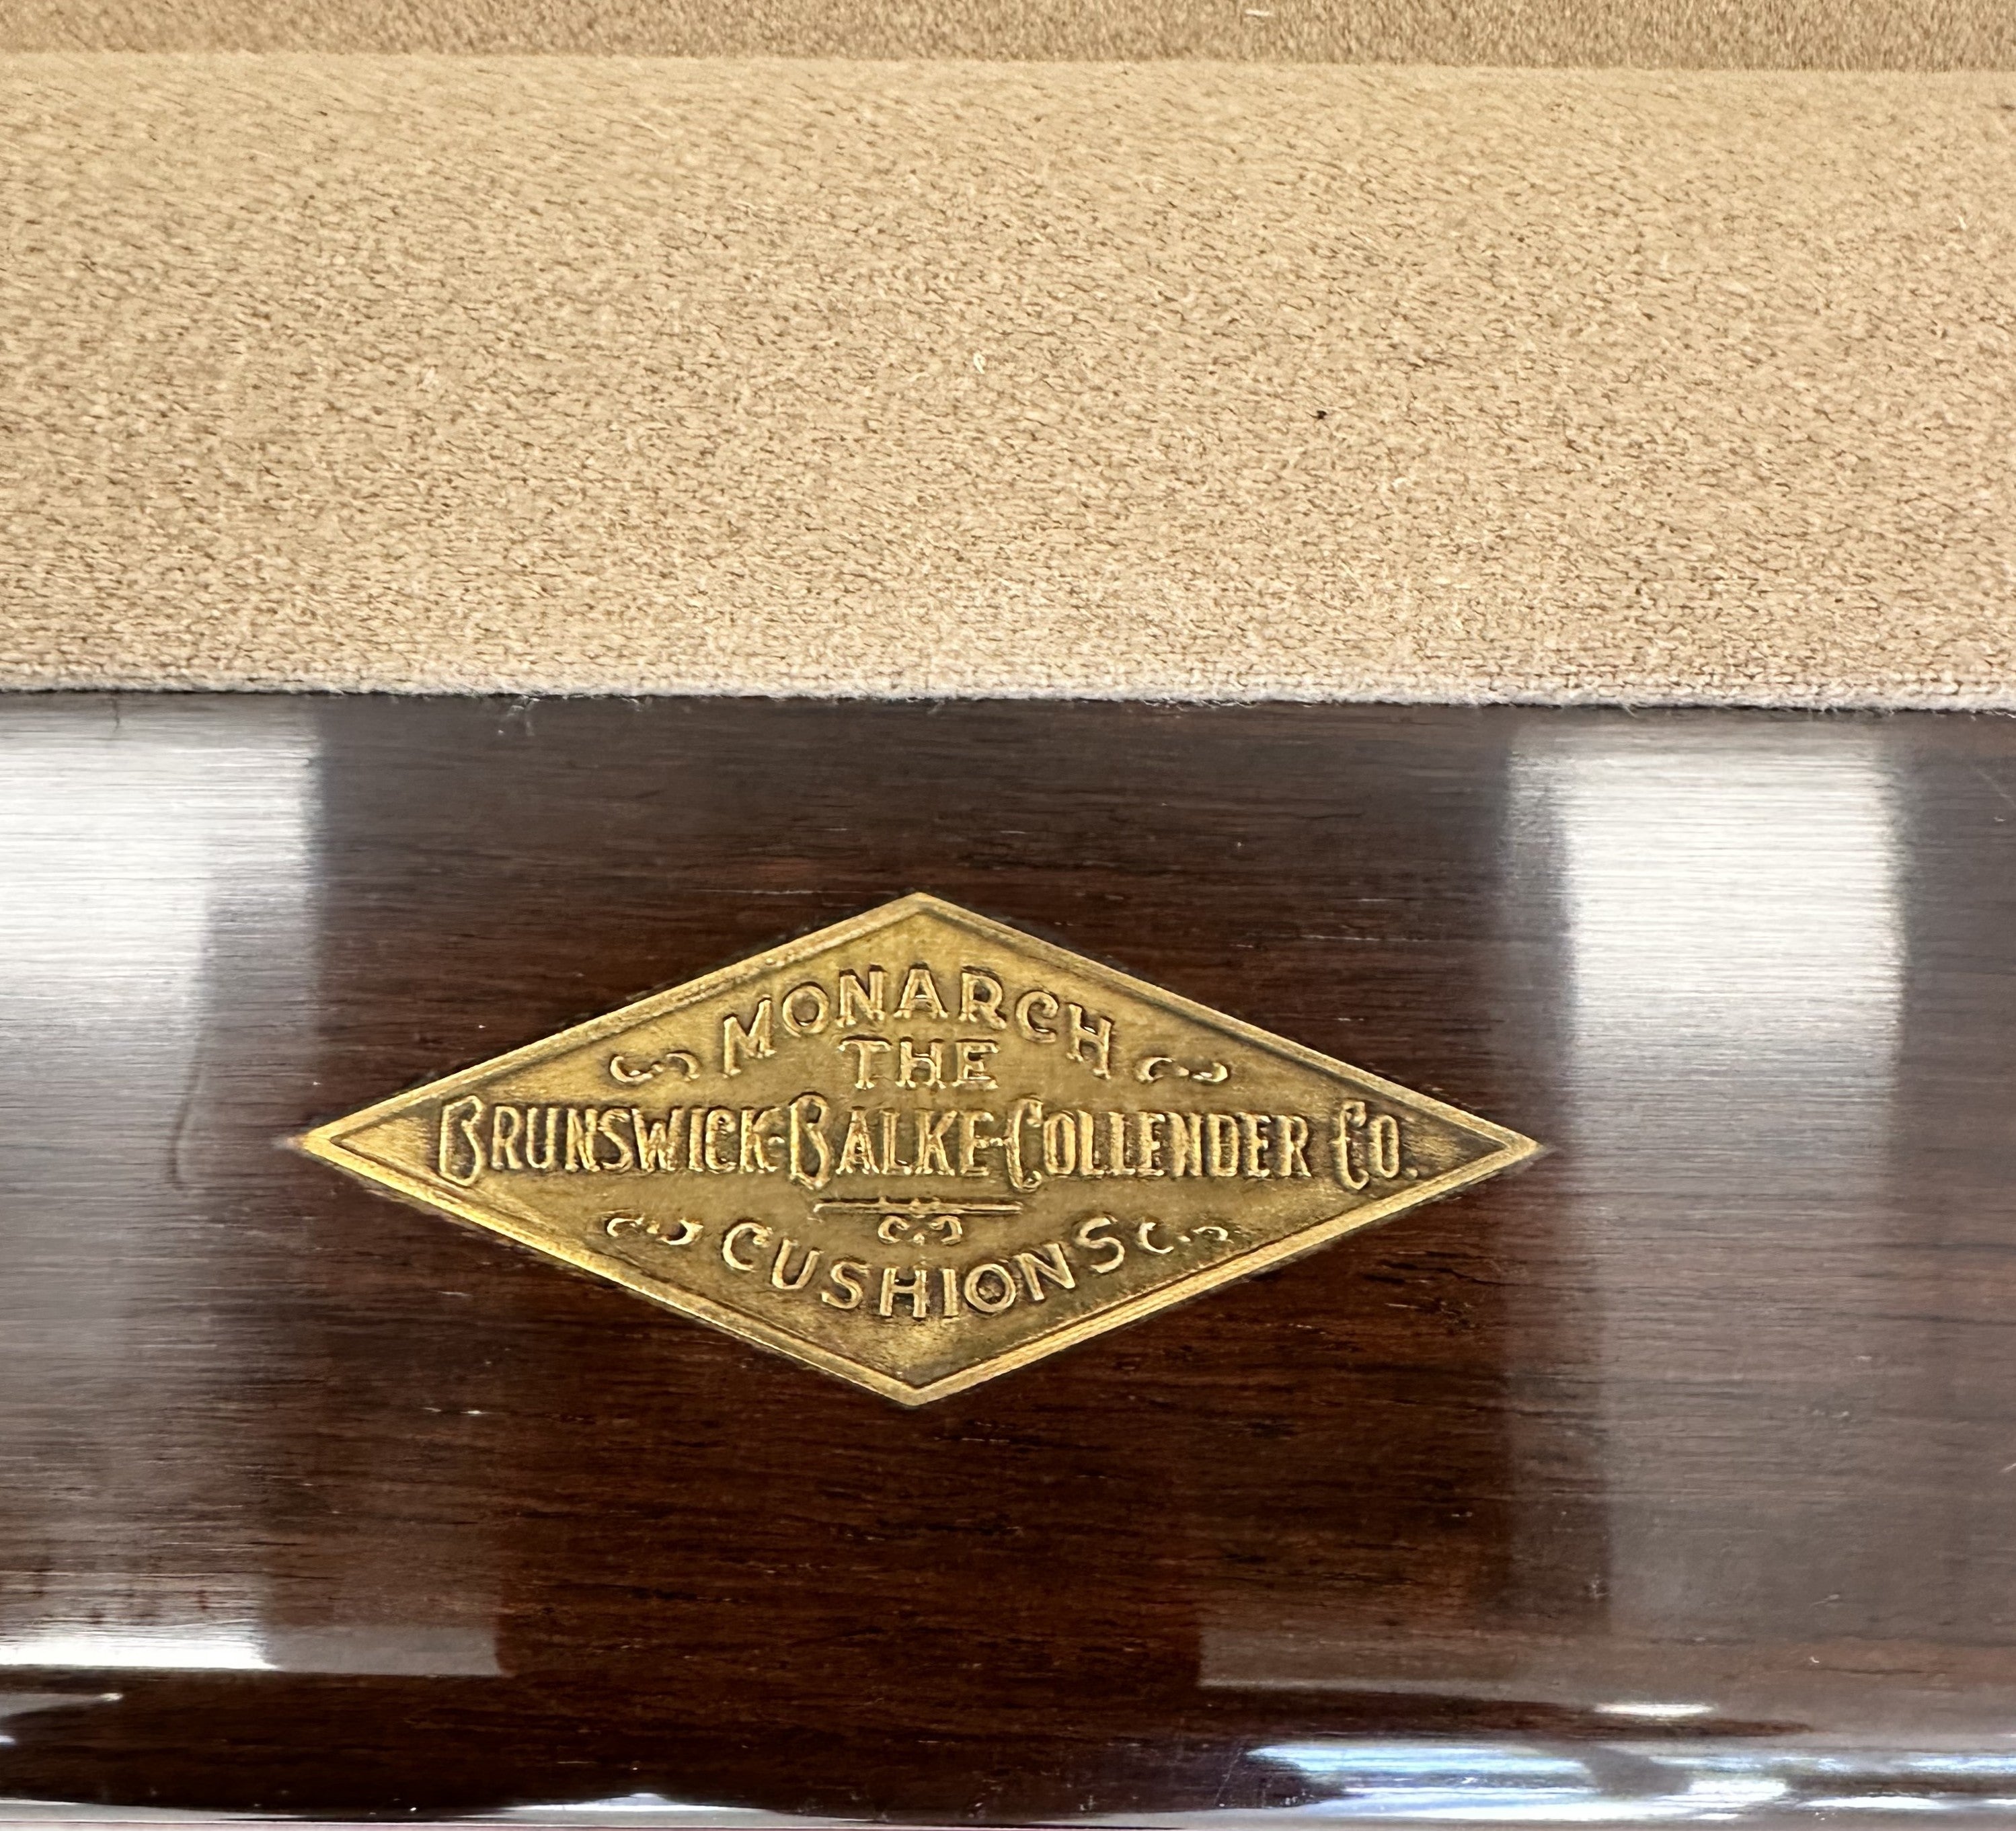 MONARCH
THE
BRUNSWICK-BALKE-COLLENDER CO.
CUSHIONS